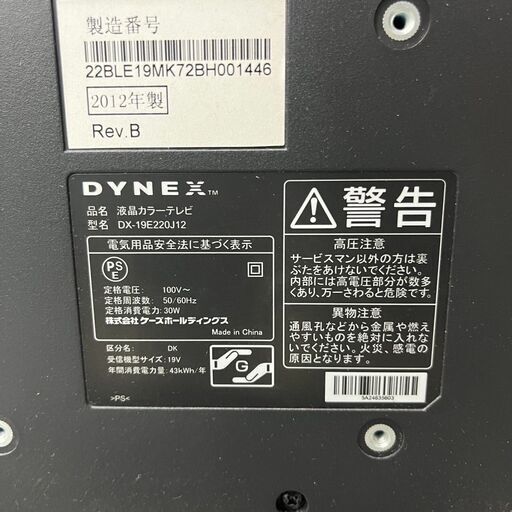 製造番号
22BLE19MK72BH001446
2012年製
Rev.B
DYNEX™
品名 液晶カラーテレビ
型名 DX-19E220J12
電気用品安全法に基づく表示
PS
E
定格電圧: 100V~
定格周波数: 50/60Hz
定格消費電力: 30W
株式会社ケーズホールディングス
Made in China
区分名: DK
受信機型サイズ: 19V
年間消費電力量: 43kWh/年
G
>PS<
警告
高圧注意
サービスマン以外の方は裏
ぶたをあけないでください。
内部には高電圧部分が数多
くあり、万一さわると危険です。
異物注意
通風孔などから金属や燃え
やすいものを絶対に入れな
いでください。火災、感電の
原因となります。
5A24635603